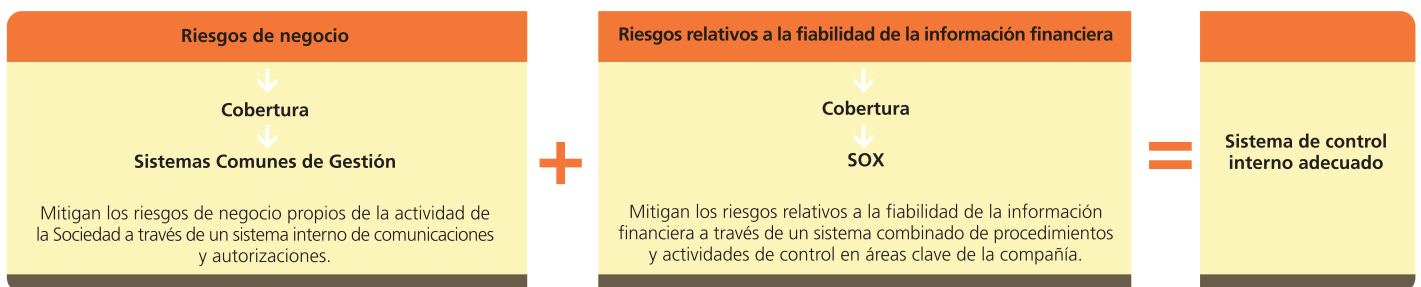 Riesgos de negocio
Cobertura
Sistemas Comunes de Gestión
Mitigan los riesgos de negocio propios de la actividad de
la Sociedad a través de un sistema interno de comunicaciones
y autorizaciones.
+
Riesgos relativos a la fiabilidad de la información financiera
Cobertura
SOX
Mitigan los riesgos relativos a la fiabilidad de la información
financiera a través de un sistema combinado de procedimientos
y actividades de control en áreas clave de la compañía.
=
Sistema de control
interno adecuado